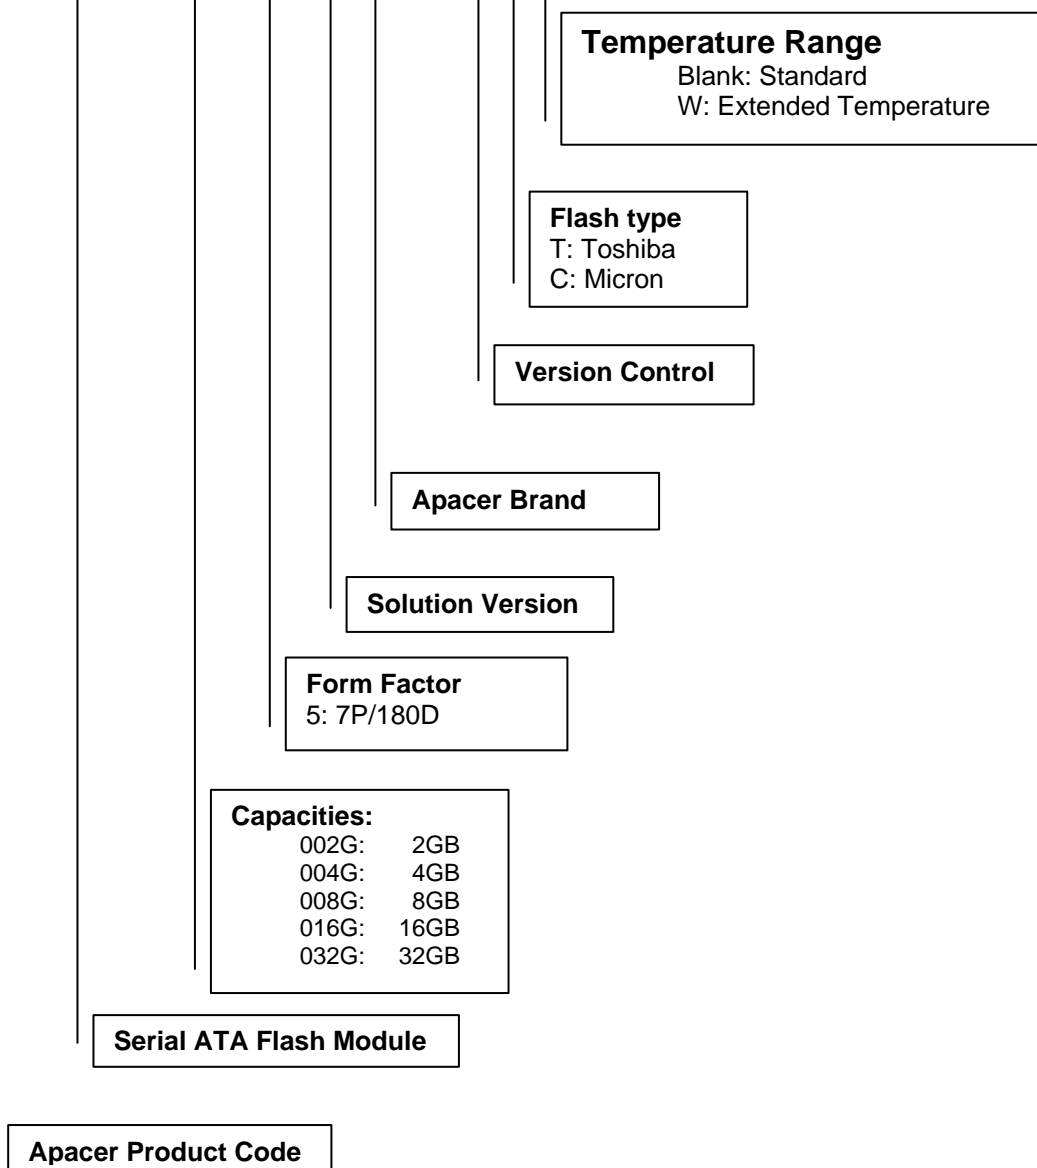 Temperature Range
Blank: Standard
W: Extended Temperature
Flash type
T: Toshiba
C: Micron
Version Control
Apacer Brand
Solution Version
Form Factor
5: 7P/180D
Capacities:
002G: 2GB
004G: 4GB
008G: 8GB
016G: 16GB
032G: 32GB
Serial ATA Flash Module
Apacer Product Code